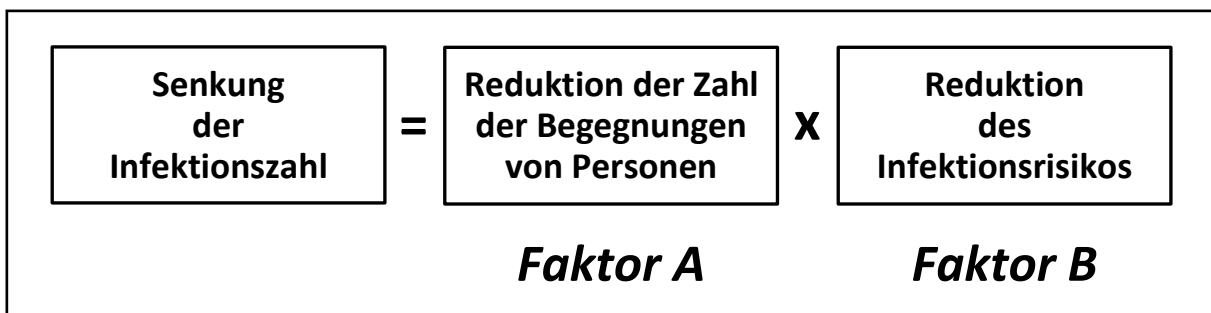 Senkung
der
Infektionszahl
=
Reduktion der Zahl
der Begegnungen
von Personen
x
Reduktion
des
Infektionsrisikos
Faktor A
Faktor B